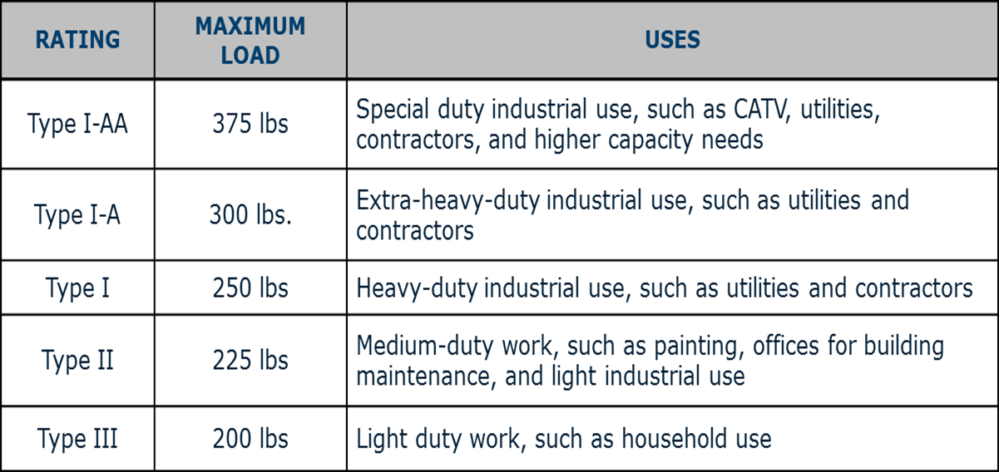 RATING
MAXIMUM
LOAD
USES
Type I-AA
375 lbs
Special duty industrial use, such as CATV, utilities,
contractors, and higher capacity needs
Type I-A
300 lbs.
Extra-heavy-duty industrial use, such as utilities and
contractors
Type I
250 lbs
Heavy-duty industrial use, such as utilities and contractors
Type II
225 lbs
Medium-duty work, such as painting, offices for building
maintenance, and light industrial use
Type III
200 lbs
Light duty work, such as household use